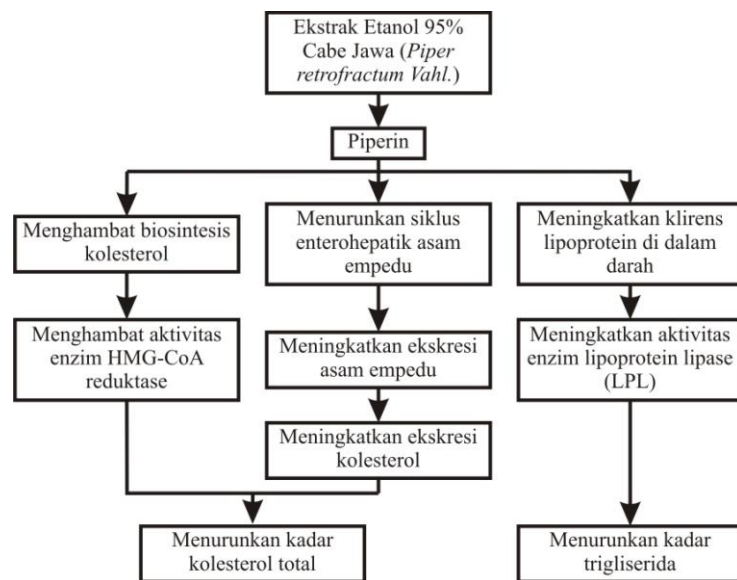 Ekstrak Etanol 95%
Cabe Jawa (Piper
retrofractum Vahl.)
Piperin
Menghambat biosintesis
kolesterol
Menurunkan siklus
enterohepatik asam
empedu
Meningkatkan klirens
lipoprotein di dalam
darah
Menghambat aktivitas
enzim HMG-CoA
reduktase
Meningkatkan ekskresi
asam empedu
Meningkatkan aktivitas
enzim lipoprotein lipase
(LPL)
Meningkatkan ekskresi
kolesterol
Menurunkan kadar
kolesterol total
Menurunkan kadar
trigliserida